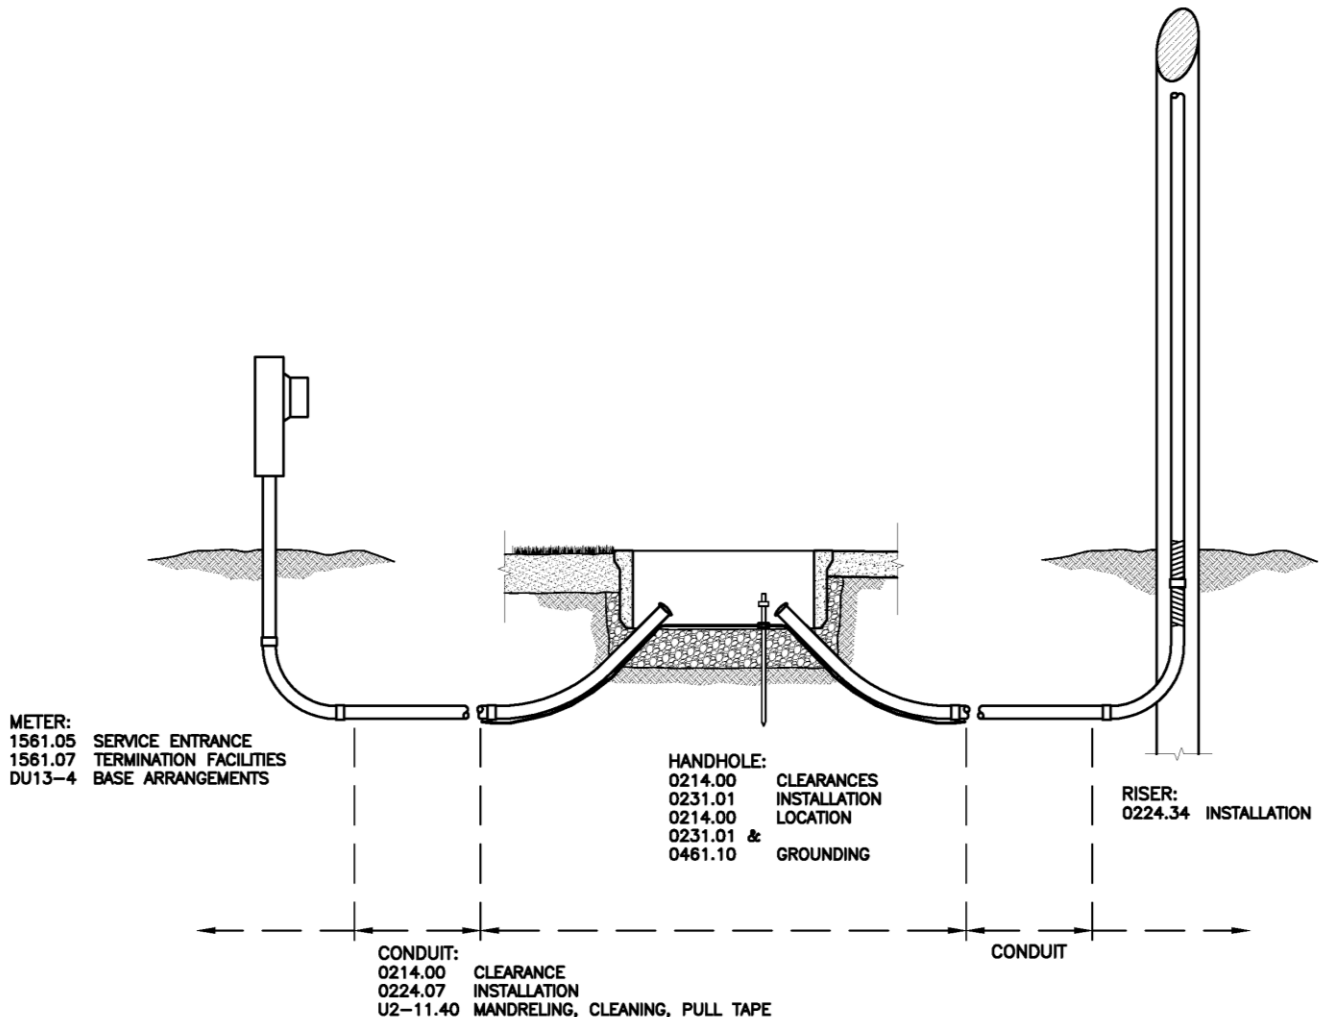 METER:
1561.05 SERVICE ENTRANCE
1561.07 TERMINATION FACILITIES
DU13-4 BASE ARRANGEMENTS
HANDHOLE:
0214.00 CLEARANCES
0231.01 INSTALLATION
0214.00 LOCATION
0231.01 &
0461.10 GROUNDING
RISER:
0224.34 INSTALLATION
CONDUIT:
0214.00 CLEARANCE
0224.07 INSTALLATION
U2-11.40 MANDRELING, CLEANING, PULL TAPE
CONDUIT